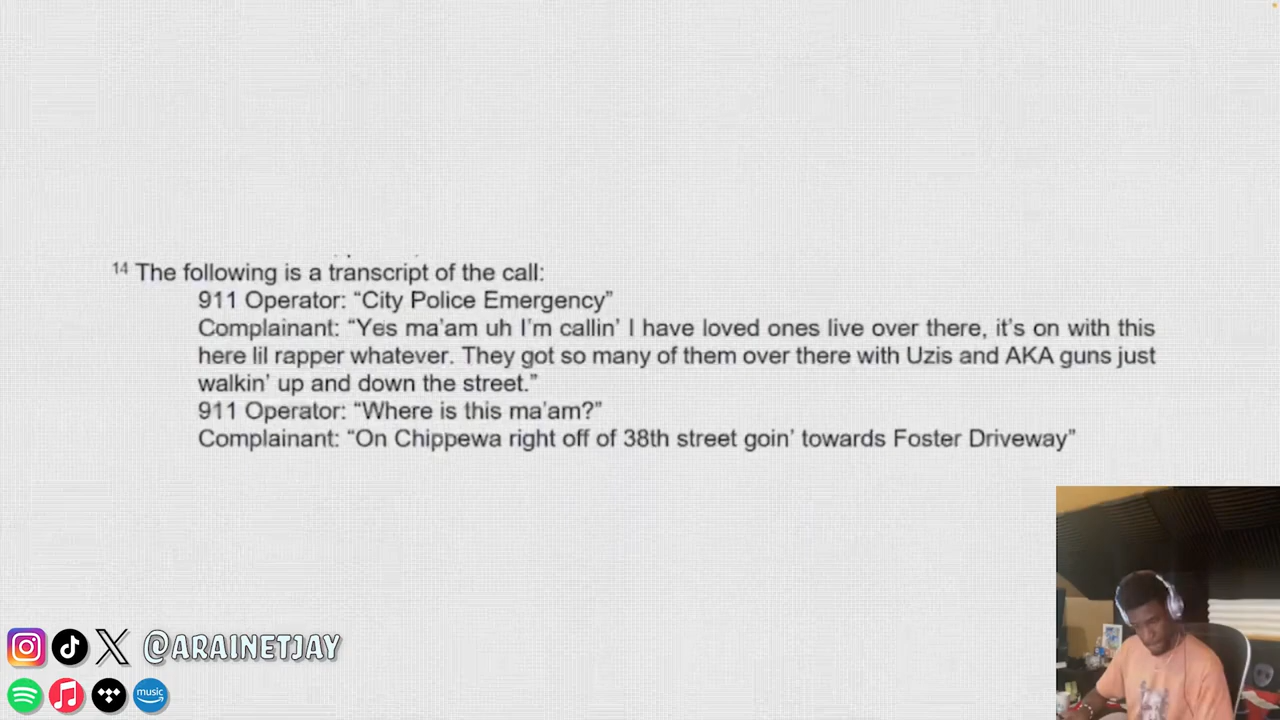 14 The following is a transcript of the call:
911 Operator: “City Police Emergency”
Complainant: “Yes ma’am uh I’m callin’ I have loved ones live over there, it’s on with this
here lil rapper whatever. They got so many of them over there with Uzis and AKA guns just
walkin’ up and down the street.”
911 Operator: “Where is this ma’am?”
Complainant: “On Chippewa right off of 38th street goin’ towards Foster Driveway”
@ARAINETJAY
music